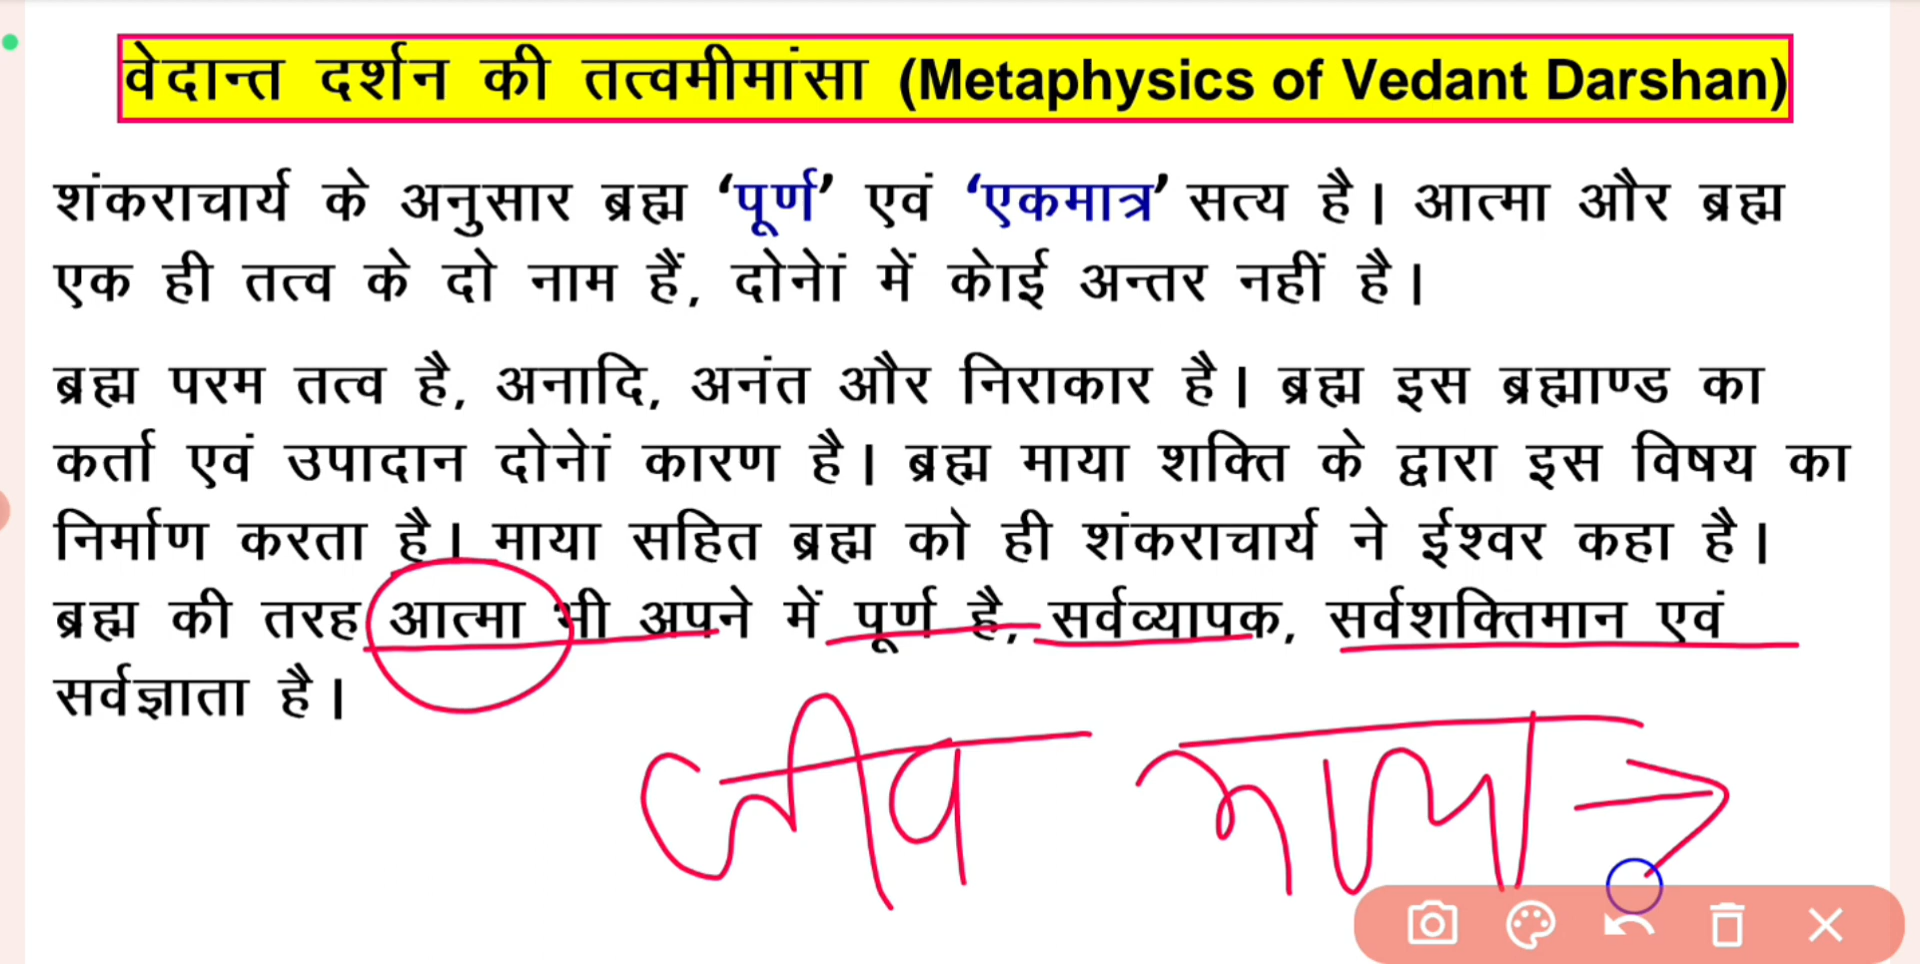 वेदान्त दर्शन की तत्वमीमांसा (Metaphysics of Vedant Darshan)
शंकराचार्य के अनुसार ब्रह्म ‘पूर्ण’ एवं ‘एकमात्र’ सत्य है। आत्मा और ब्रह्म
एक ही तत्व के दो नाम हैं, दोनेां में केाई अन्तर नहीं है।
ब्रह्म परम तत्व है, अनादि, अनंत और निराकार है। ब्रह्म इस ब्रह्माण्ड का
कर्ता एवं उपादान दोनेां कारण है। ब्रह्म माया शक्ति के द्वारा इस विषय का
निर्माण करता है। माया सहित ब्रह्म को ही शंकराचार्य ने ईश्वर कहा है।
ब्रह्म की तरह आत्मा भी अपने में पूर्ण है, सर्वव्यापक, सर्वशक्तिमान एवं
सर्वज्ञाता है।
जीव